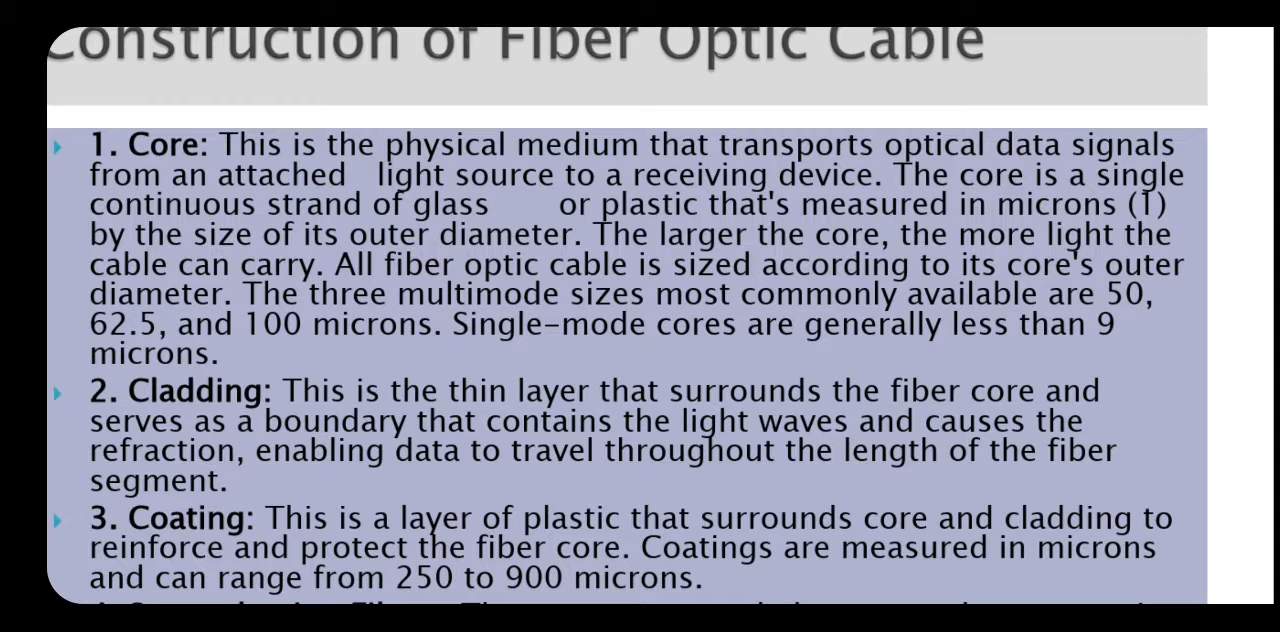 Construction of Fiber Optic Cable
1. Core: This is the physical medium that transports optical data signals
from an attached light source to a receiving device. The core is a single
continuous strand of glass or plastic that's measured in microns (1)
by the size of its outer diameter. The larger the core, the more light the
cable can carry. All fiber optic cable is sized according to its core's outer
diameter. The three multimode sizes most commonly available are 50,
62.5, and 100 microns. Single-mode cores are generally less than 9
microns.
2. Cladding: This is the thin layer that surrounds the fiber core and
serves as a boundary that contains the light waves and causes the
refraction, enabling data to travel throughout the length of the fiber
segment.
3. Coating: This is a layer of plastic that surrounds core and cladding to
reinforce and protect the fiber core. Coatings are measured in microns
and can range from 250 to 900 microns.